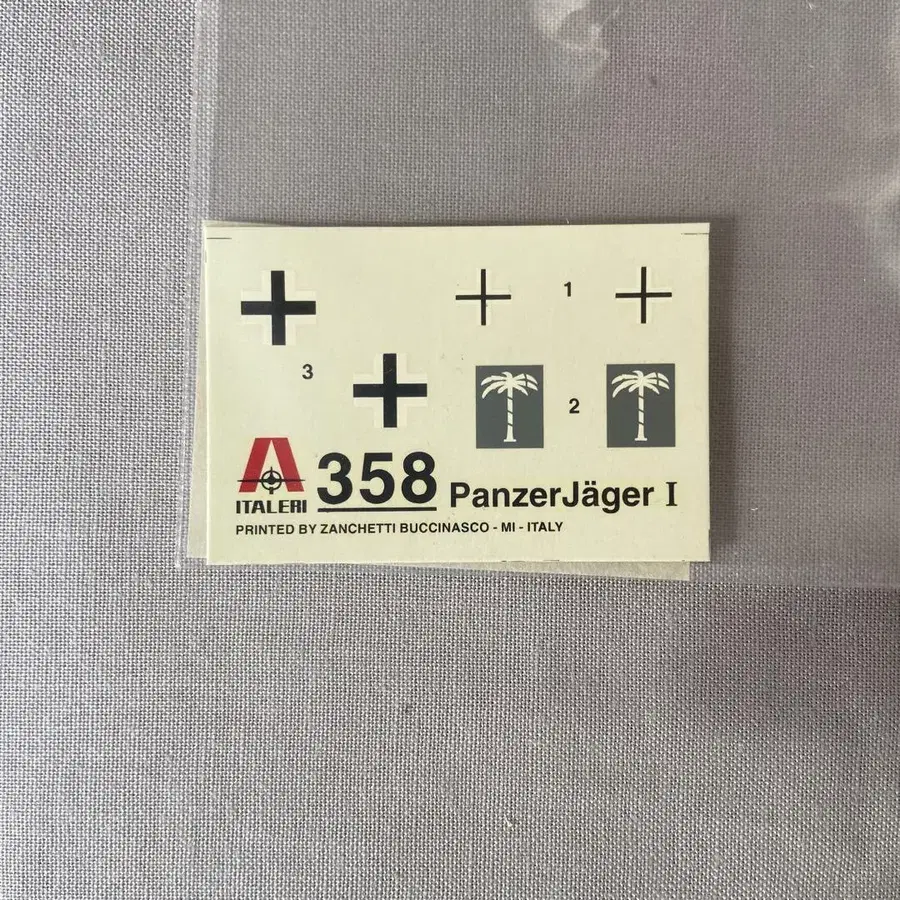 1
3
2
ITALERI
358 PanzerJäger I
PRINTED BY ZANCHETTI BUCCINASCO - MI - ITALY